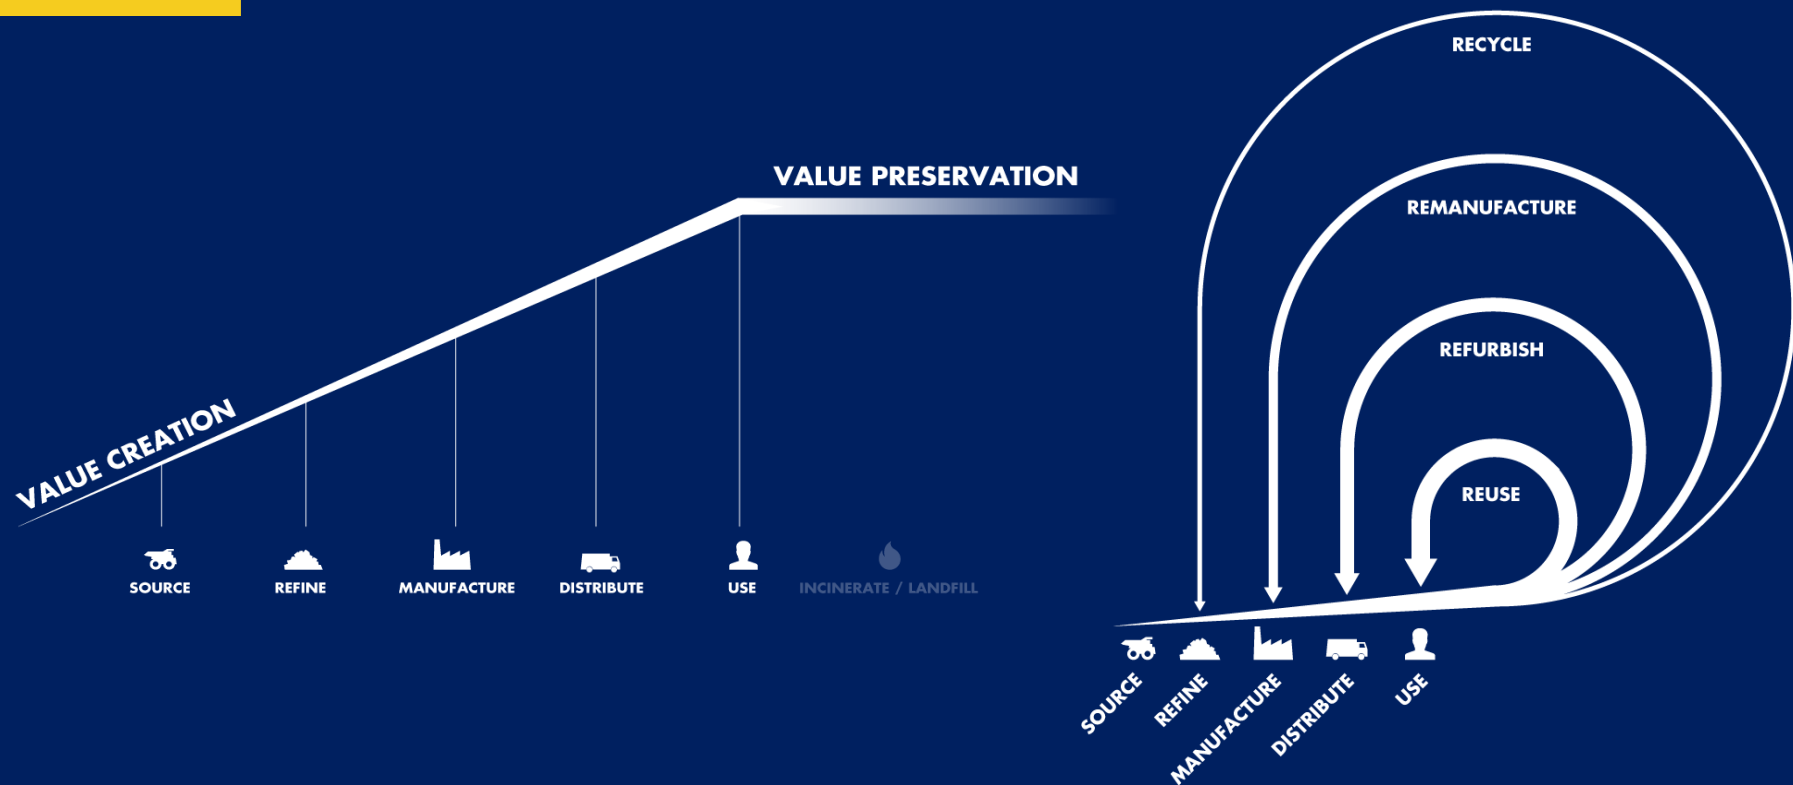 VALUE CREATION
VALUE PRESERVATION
SOURCE
REFINE
MANUFACTURE
DISTRIBUTE
USE
INCINERATE / LANDFILL
RECYCLE
REMANUFACTURE
REFURBISH
REUSE
SOURCE
REFINE
MANUFACTURE
DISTRIBUTE
USE